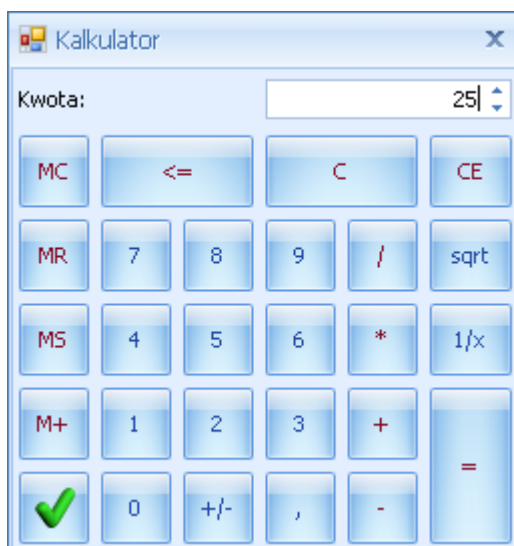 Kalkulator
Kwota: 25
MC <= C CE
MR 7 8 9 / sqrt
MS 4 5 6 * 1/x
M+ 1 2 3 + =
0 +/- , -